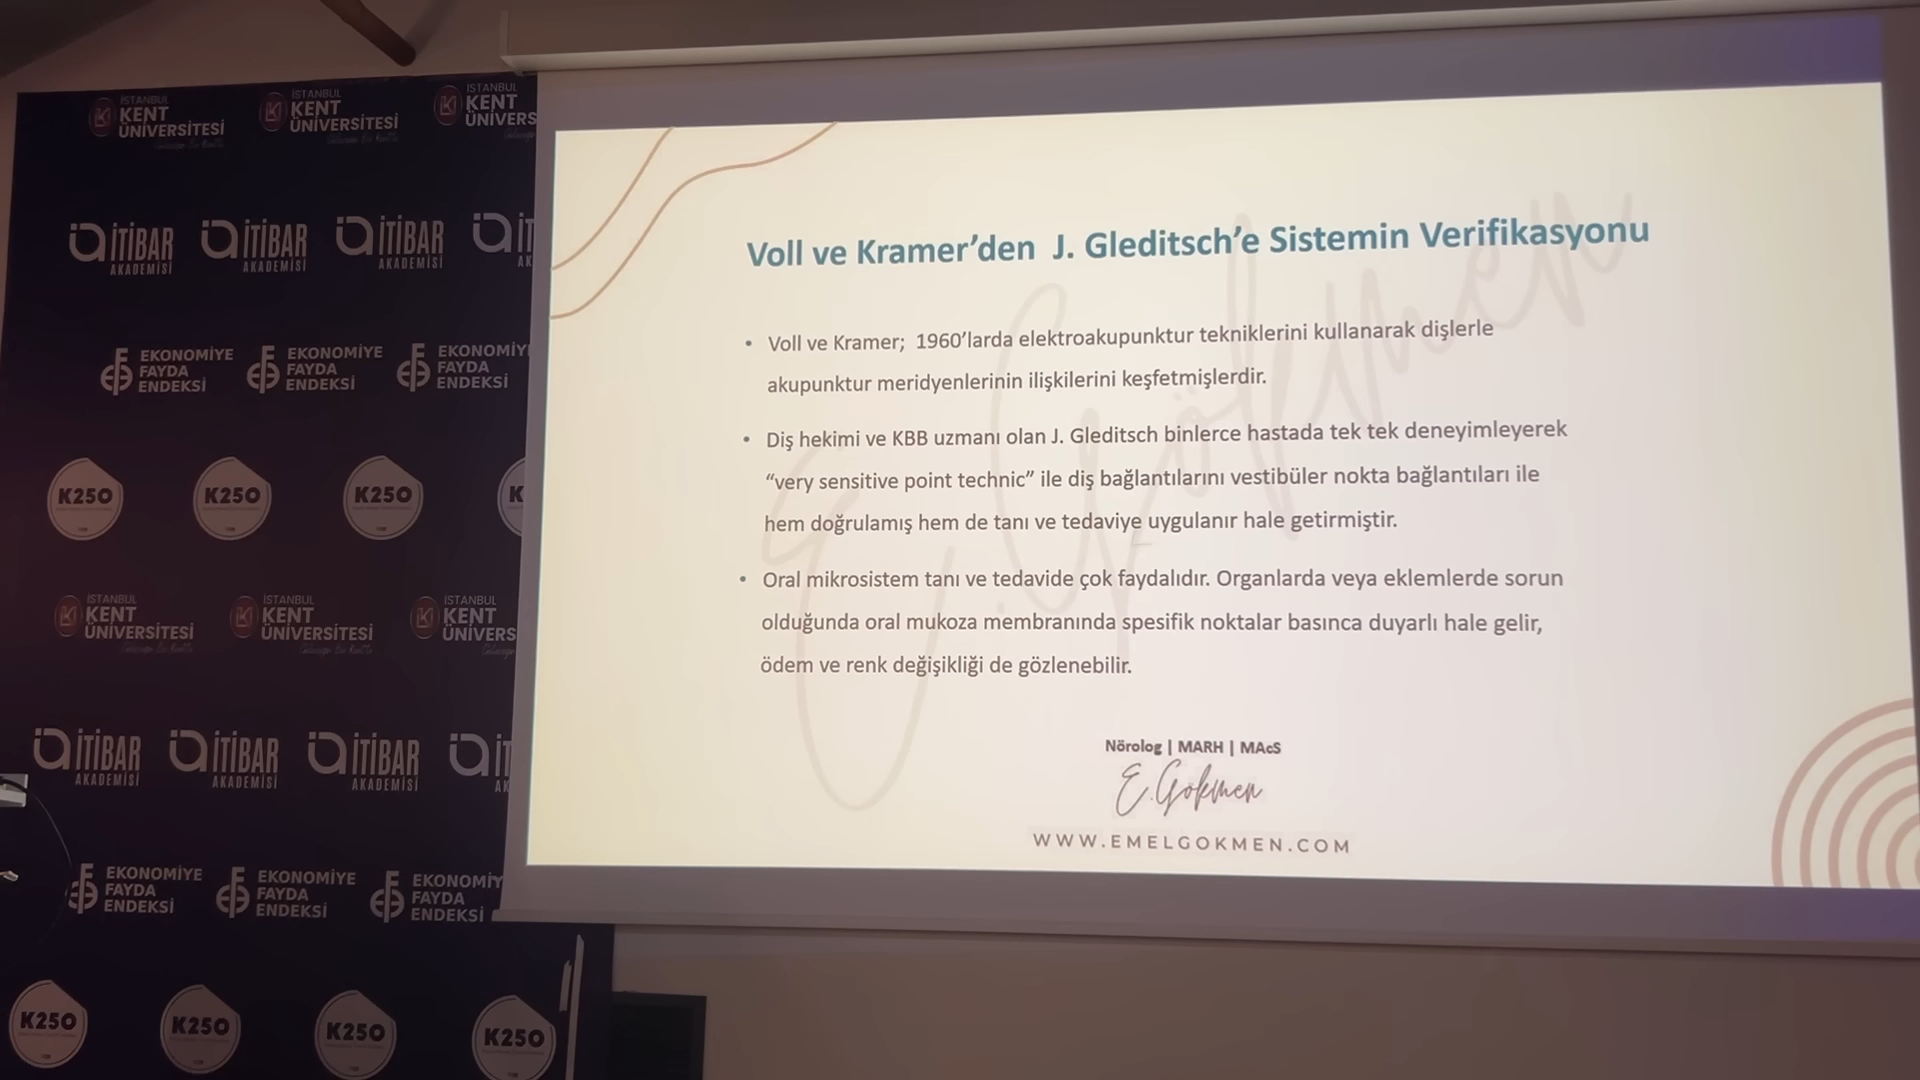 İSTANBUL
KENT
ÜNİVERSİTESİ
İSTANBUL
KENT
ÜNİVERSİTESİ
İSTANBUL
KENT
ÜNİVERS
İTİBAR
AKADEMİSİ
İTİBAR
AKADEMİSİ
İTİBAR
AKADEMİSİ
İT
AK
EKONOMİYE
FAYDA
ENDEKSİ
EKONOMİYE
FAYDA
ENDEKSİ
EKONOMİY
FAYDA
ENDEKSİ
K250
K250
K250
K
İSTANBUL
KENT
ÜNİVERSİTESİ
İSTANBUL
KENT
ÜNİVERSİTESİ
İSTANBUL
KENT
ÜNİVERS
İTİBAR
AKADEMİSİ
İTİBAR
AKADEMİSİ
İTİBAR
AKADEMİSİ
İT
AK
EKONOMİYE
FAYDA
ENDEKSİ
EKONOMİYE
FAYDA
ENDEKSİ
EKONOMİY
FAYDA
ENDEKSİ
K250
K250
K250
K250
Voll ve Kramer’den J. Gleditsch’e Sistemin Verifikasyonu
• Voll ve Kramer; 1960’larda elektroakupunktur tekniklerini kullanarak dişlerle
akupunktur meridyenlerinin ilişkilerini keşfetmişlerdir.
• Diş hekimi ve KBB uzmanı olan J. Gleditsch binlerce hastada tek tek deneyimleyerek
“very sensitive point technic” ile diş bağlantılarını vestibüler nokta bağlantıları ile
hem doğrulamış hem de tanı ve tedaviye uygulanır hale getirmiştir.
• Oral mikrosistem tanı ve tedavide çok faydalıdır. Organlarda veya eklemlerde sorun
olduğunda oral mukoza membranında spesifik noktalar basınca duyarlı hale gelir,
ödem ve renk değişikliği de gözlenebilir.
E.Gökmen
Nörolog | MARH | MAcS
E.Gökmen
WWW.EMELGOKMEN.COM